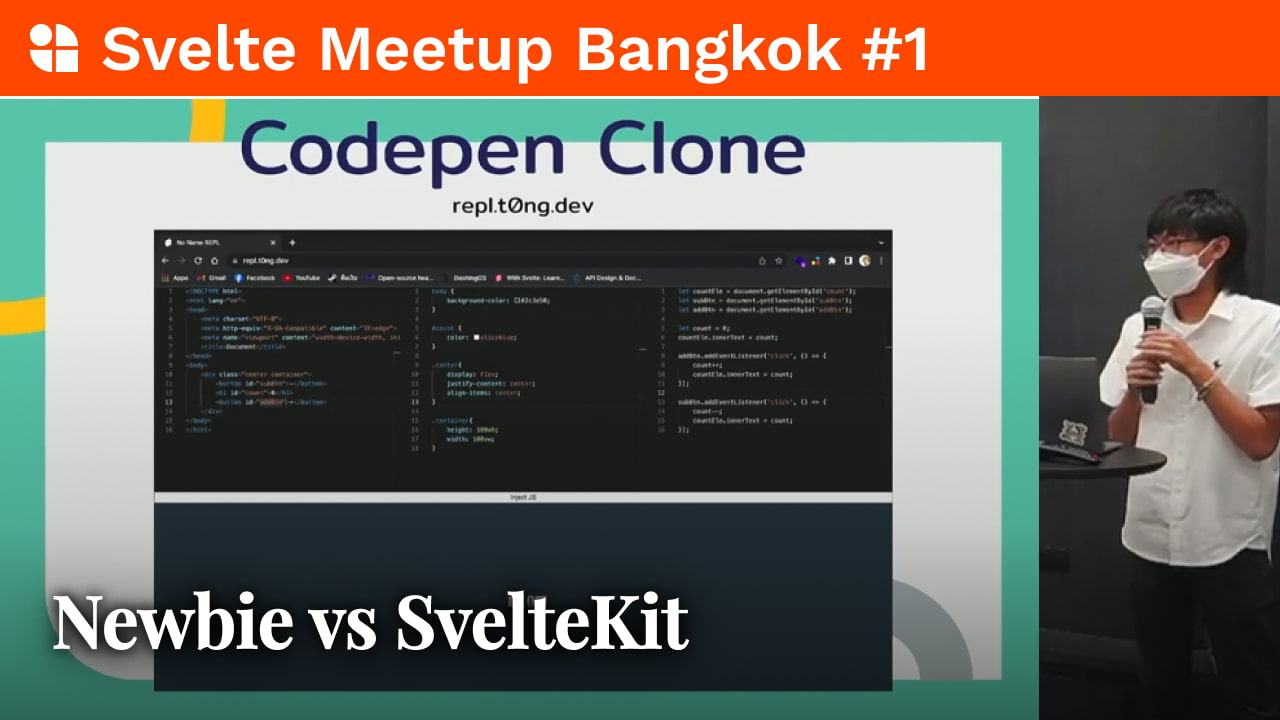 Svelte Meetup Bangkok #1
Codepen Clone
repl.t0ng.dev
No Name REPL
repl.t0ng.dev
Apps Gmail Facebook YouTube Open-source hea... DashingOS With Svelte: Learn... API Design & Doc...
1 <!DOCTYPE html>
2 <html lang="en">
3 <head>
4 <meta charset="UTF-8">
5 <meta http-equiv="X-UA-Compatible" content="IE=edge">
6 <meta name="viewport" content="width=device-width, ini
7 <title>Document</title>
8 </head>
9 <body>
10 <div class="center container">
11 <button id="subBtn">-</button>
12 <h1 id="count">0</h1>
13 <button id="addBtn">+</button>
14 </div>
15 </body>
16 </html>
1 body {
2 background-color: #2c3e50;
3 }
4
5 #count {
6 color: aliceblue;
7 }
8
9 .center{
10 display: flex;
11 justify-content: center;
12 align-items: center;
13 }
14
15 .container{
16 height: 100vh;
17 width: 100vw;
18 }
1 let countEle = document.getElementById('count');
2 let subBtn = document.getElementById('subBtn');
3 let addBtn = document.getElementById('addBtn');
4
5 let count = 0;
6 countEle.innerText = count;
7
8 addBtn.addEventListener('click', () => {
9 count++;
10 countEle.innerText = count;
11 });
12
13 subBtn.addEventListener('click', () => {
14 count--;
15 countEle.innerText = count;
16 });
Inject JS
Newbie vs SvelteKit